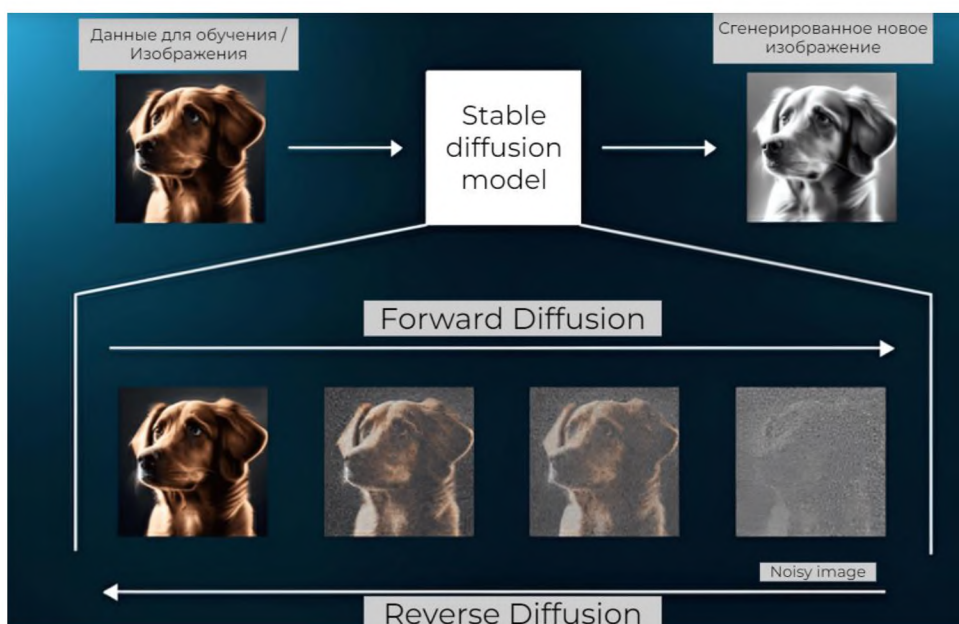 Данные для обучения /
Изображения
Сгенерированное новое
изображение
Stable
diffusion
model
Forward Diffusion
Noisy image
Reverse Diffusion